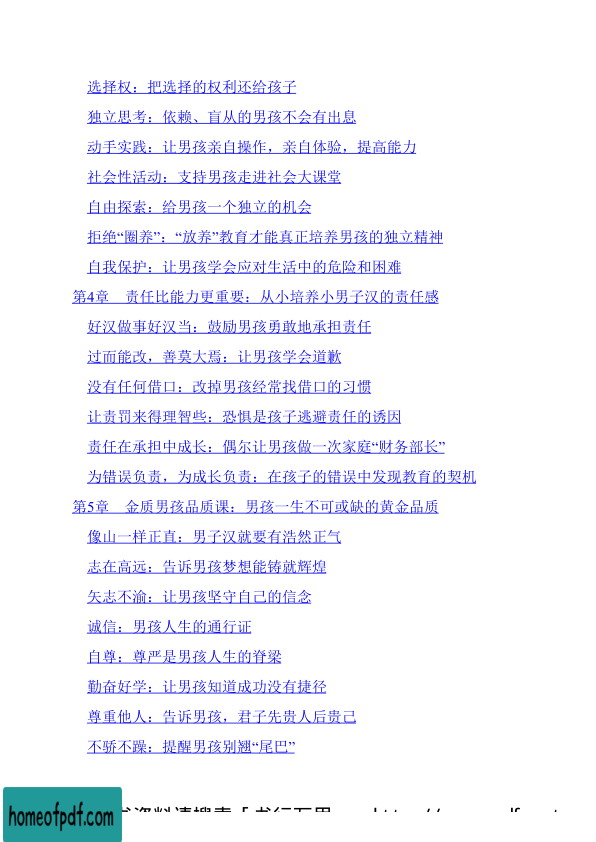 选择权：把选择的权利还给孩子
独立思考：依赖、盲从的男孩不会有出息
动手实践：让男孩亲自操作，亲自体验，提高能力
社会性活动：支持男孩走进社会大课堂
自由探索：给男孩一个独立的机会
拒绝“圈养”：“放养”教育才能真正培养男孩的独立精神
自我保护：让男孩学会应对生活中的危险和困难
第4章　责任比能力更重要：从小培养小男子汉的责任感
好汉做事好汉当：鼓励男孩勇敢地承担责任
过而能改，善莫大焉：让男孩学会道歉
没有任何借口：改掉男孩经常找借口的习惯
让责罚来得理智些：恐惧是孩子逃避责任的诱因
责任在承担中成长：偶尔让男孩做一次家庭“财务部长”
为错误负责，为成长负责：在孩子的错误中发现教育的契机
第5章　金质男孩品质课：男孩一生不可或缺的黄金品质
像山一样正直：男子汉就要有浩然正气
志在高远：告诉男孩梦想能铸就辉煌
矢志不渝：让男孩坚守自己的信念
诚信：男孩人生的通行证
自尊：尊严是男孩人生的脊梁
勤奋好学：让男孩知道成功没有捷径
尊重他人：告诉男孩，君子先贵人后贵己
不骄不躁：提醒男孩别翘“尾巴”
homeofpdf.com